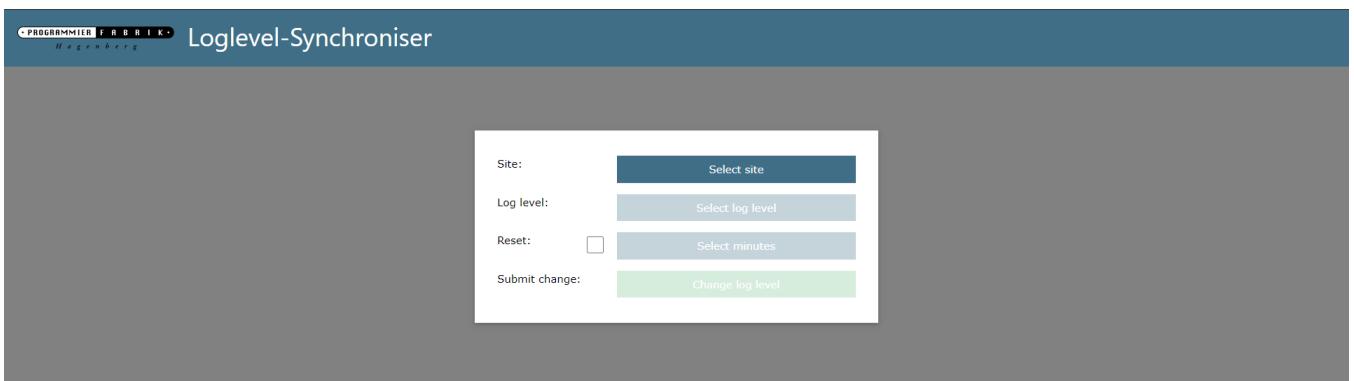 • PROGRAMMIER FABRIK •
Hagenberg
Loglevel-Synchroniser
Site:
Select site
Log level:
Select log level
Reset:
Select minutes
Submit change:
Change log level